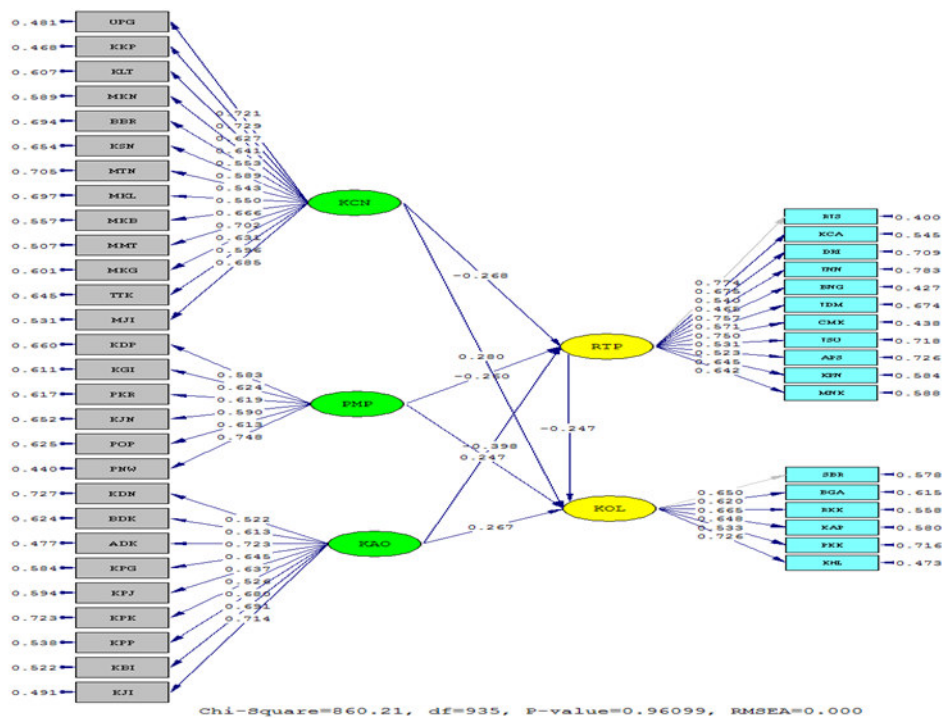 0.481 UPG
0.468 KKP
0.607 KLT
0.589 MKN
0.694 BBR
0.654 KSN
0.705 MTN
0.697 MKL
0.557 MKB
0.507 MMT
0.601 MKG
0.645 TTK
0.531 MJI
0.660 KDP
0.611 KGI
0.617 PKR
0.652 KJN
0.625 POP
0.440 PNW
0.727 KDN
0.624 BDK
0.477 ADK
0.584 KPG
0.594 KPJ
0.723 KPK
0.538 KPP
0.522 KBI
0.491 KJI
0.721
0.729
0.627
0.641
0.553
0.589
0.543
0.550
0.666
0.702
0.631
0.596
0.685
0.583
0.624
0.619
0.590
0.613
0.748
0.522
0.613
0.723
0.645
0.637
0.526
0.680
0.691
0.714
KCN
PMP
KAO
-0.268
0.280
-0.260
-0.398
0.247
0.267
-0.247
RTP
KOL
0.774
0.675
0.540
0.466
0.757
0.571
0.750
0.531
0.523
0.645
0.642
0.650
0.620
0.665
0.648
0.533
0.726
BIS 0.400
KCA 0.545
DRI 0.709
INN 0.783
BNG 0.427
IDM 0.674
CMK 0.438
ISU 0.718
APS 0.726
KPN 0.584
MNK 0.588
SBR 0.578
BGA 0.615
BKK 0.558
KAP 0.580
PKK 0.716
KHL 0.473
Chi-Square=860.21, df=935, P-value=0.96099, RMSEA=0.000